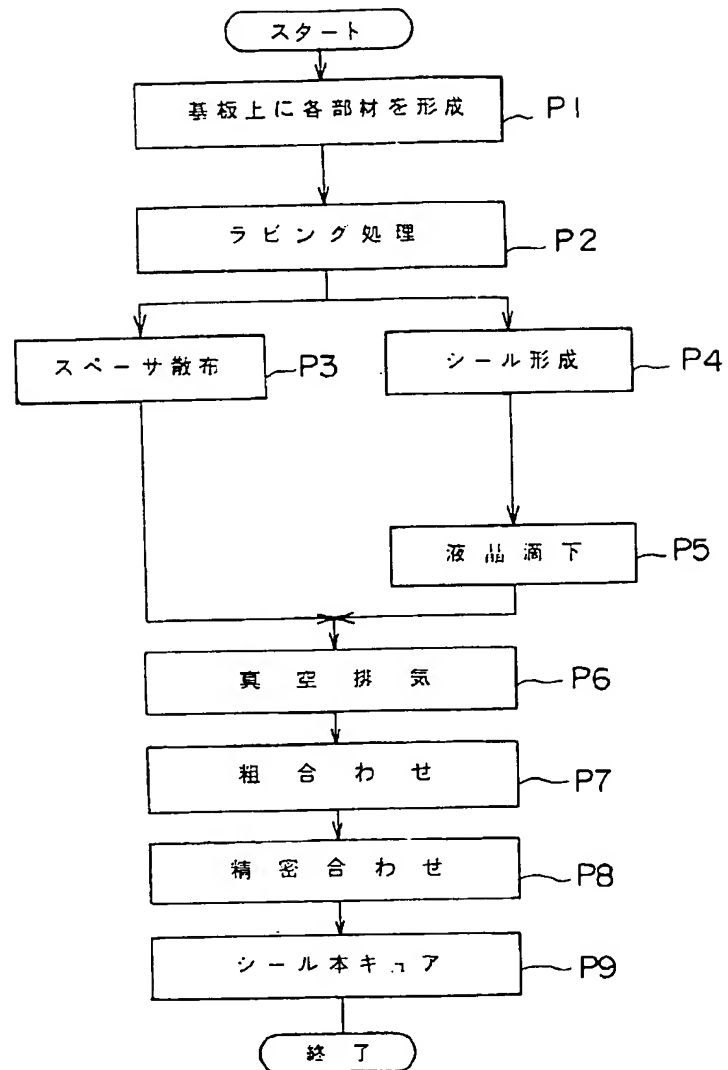 スタート
基板上に各部材を形成
P1
ラビング処理
P2
スペーサ散布
P3
シール形成
P4
液晶滴下
P5
真空排気
P6
粗合わせ
P7
精密合わせ
P8
シール本キュア
P9
終了